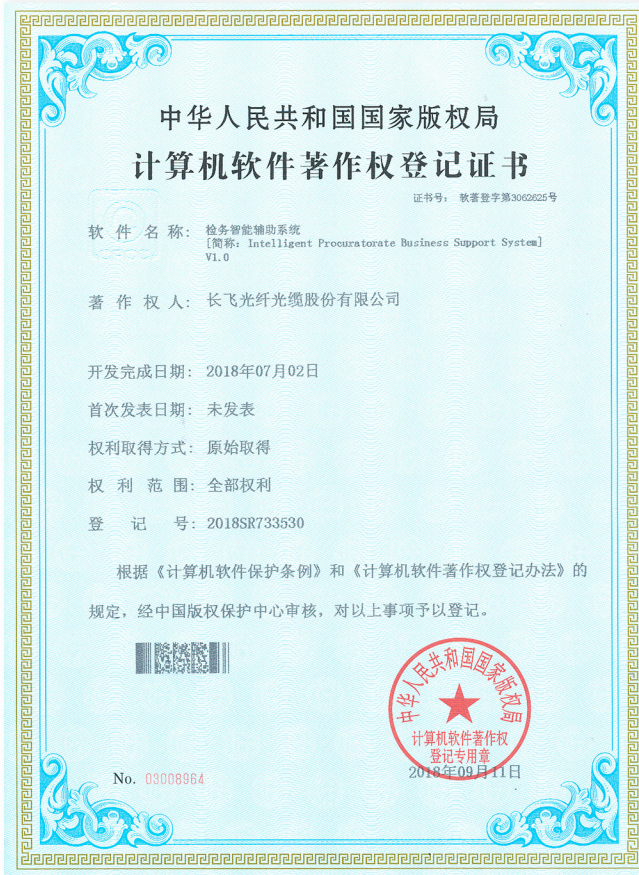 中华人民共和国国家版权局
计算机软件著作权登记证书
证书号： 软著登字第3062625号
软件名称： 检务智能辅助系统
[简称：Intelligent Procuratorate Business Support System]
V1.0
著作权人： 长飞光纤光缆股份有限公司
开发完成日期： 2018年07月02日
首次发表日期： 未发表
权利取得方式： 原始取得
权利范围： 全部权利
登记号： 2018SR733530
根据《计算机软件保护条例》和《计算机软件著作权登记办法》的
规定，经中国版权保护中心审核，对以上事项予以登记。
中华人民共和国国家版权局
计算机软件著作权
登记专用章
2018年09月11日
No. 03008964